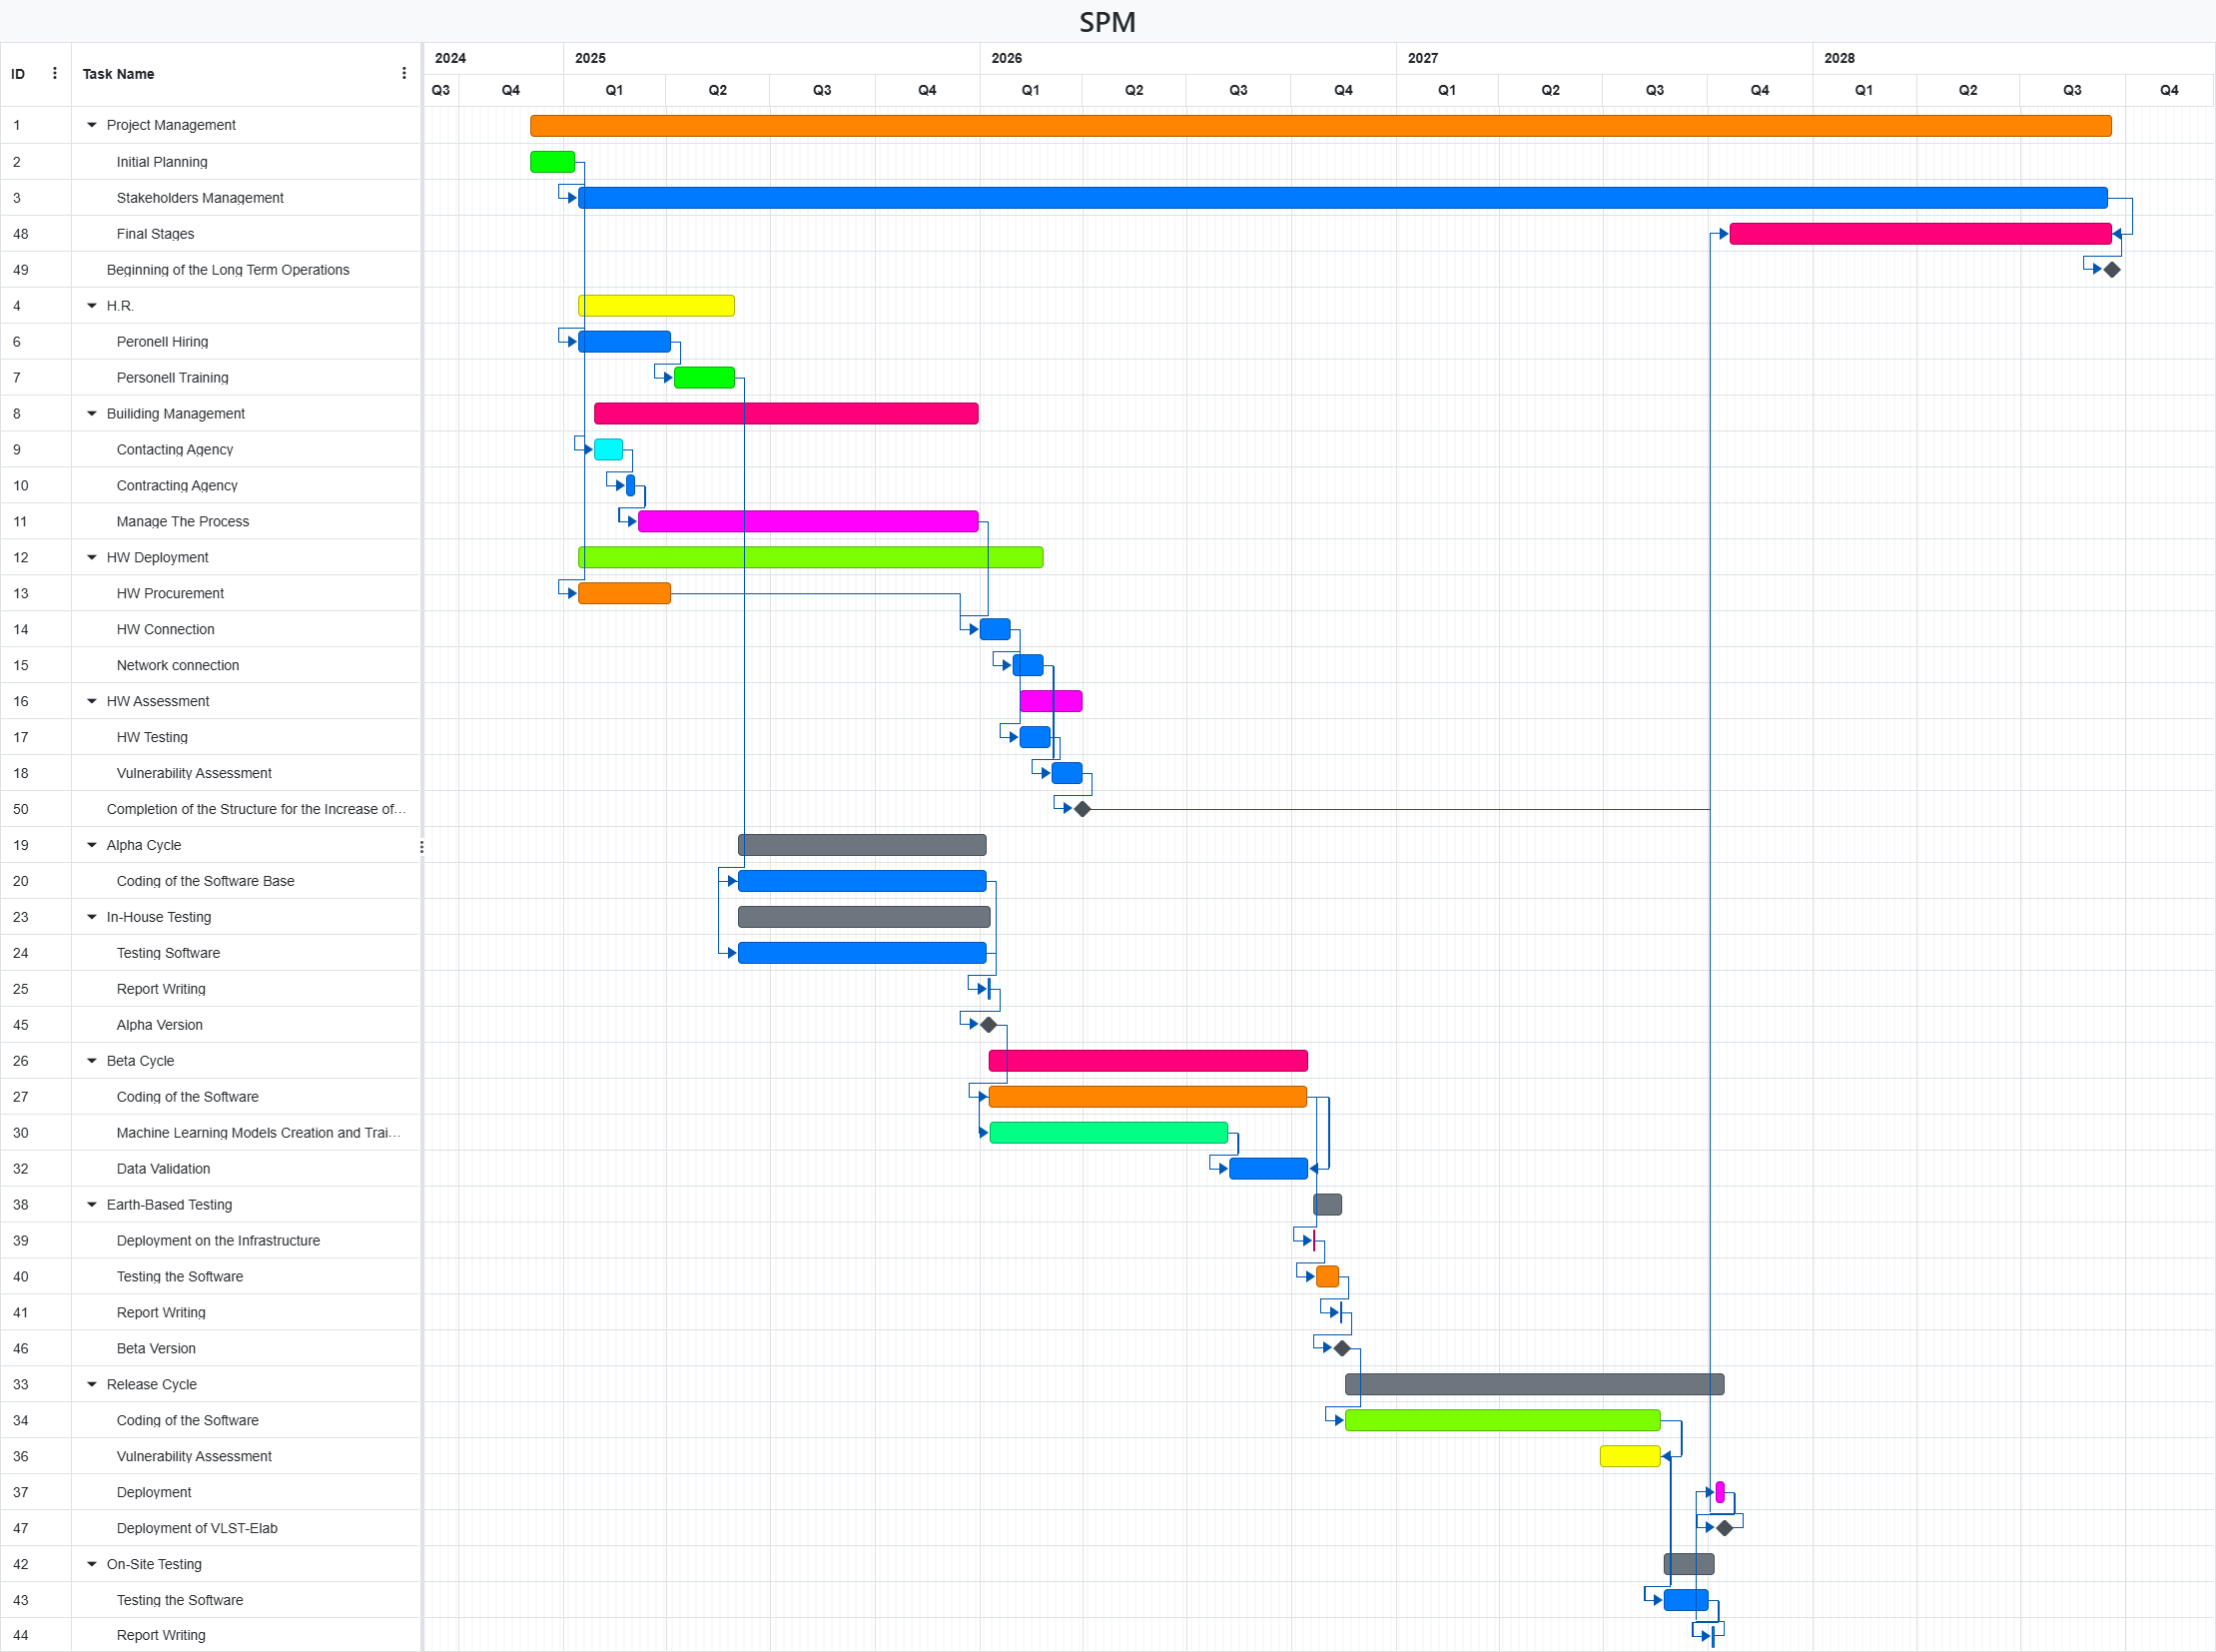 SPM
ID Task Name 2024 2025 2026 2027 2028
Q3 Q4 Q1 Q2 Q3 Q4 Q1 Q2 Q3 Q4 Q1 Q2 Q3 Q4 Q1 Q2 Q3 Q4
1 Project Management
2 Initial Planning
3 Stakeholders Management
48 Final Stages
49 Beginning of the Long Term Operations
4 H.R.
6 Peronell Hiring
7 Personell Training
8 Builiding Management
9 Contacting Agency
10 Contracting Agency
11 Manage The Process
12 HW Deployment
13 HW Procurement
14 HW Connection
15 Network connection
16 HW Assessment
17 HW Testing
18 Vulnerability Assessment
50 Completion of the Structure for the Increase of...
19 Alpha Cycle
20 Coding of the Software Base
23 In-House Testing
24 Testing Software
25 Report Writing
45 Alpha Version
26 Beta Cycle
27 Coding of the Software
30 Machine Learning Models Creation and Trai...
32 Data Validation
38 Earth-Based Testing
39 Deployment on the Infrastructure
40 Testing the Software
41 Report Writing
46 Beta Version
33 Release Cycle
34 Coding of the Software
36 Vulnerability Assessment
37 Deployment
47 Deployment of VLST-Elab
42 On-Site Testing
43 Testing the Software
44 Report Writing